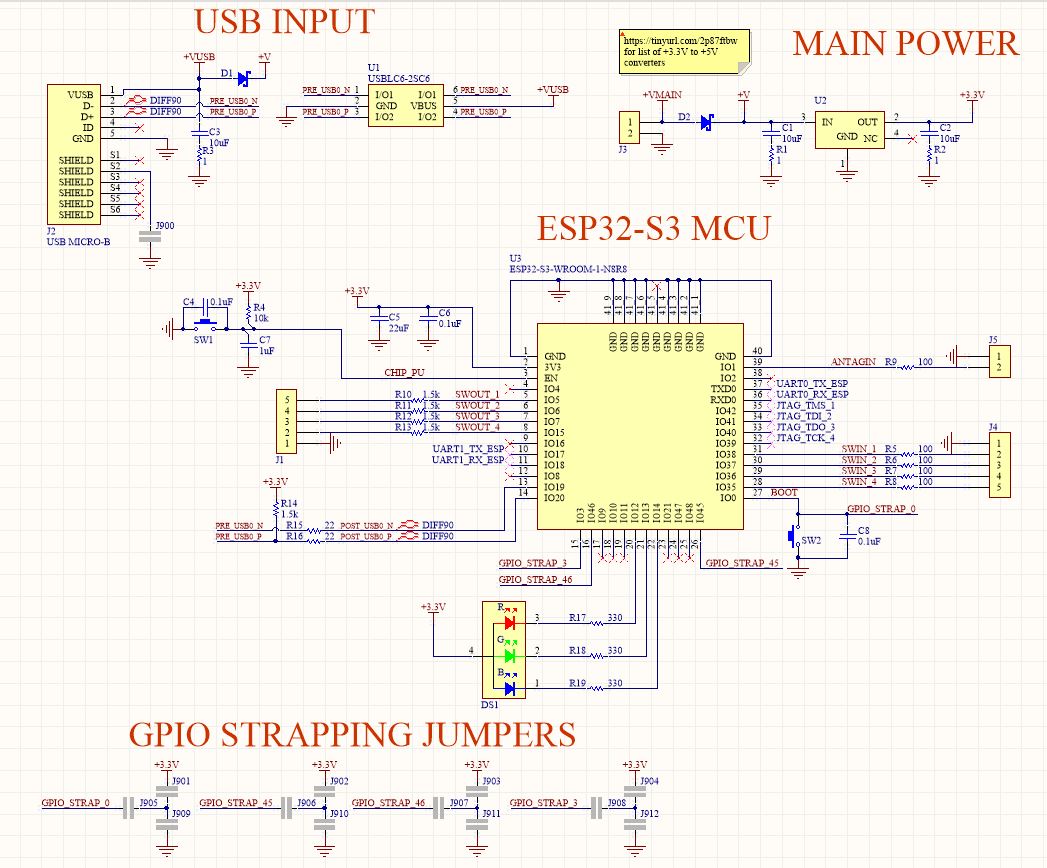 USB INPUT
MAIN POWER
https://tinyurl.com/2p87ftbw
for list of +3.3V to +5V
converters
+VUSB
+V
D1
VUSB 1
D- 2 DIFF90 PRE_USB0_N
D+ 3 DIFF90 PRE_USB0_P
ID 4
GND 5
SHIELD S1
SHIELD S2
SHIELD S3
SHIELD S4
SHIELD S5
SHIELD S6
J2
USB MICRO-B
C3
10uF
R3
1
J900
U1
USBLC6-2SC6
PRE_USB0_N 1 I/O1 I/O1 6 PRE_USB0_N
2 GND VBUS 5
PRE_USB0_P 3 I/O2 I/O2 4 PRE_USB0_P
+VUSB
+VMAIN
1
2
J3
D2
+V
C1
10uF
R1
1
U2
3 IN OUT 2
GND NC 4
1
+3.3V
C2
10uF
R2
1
ESP32-S3 MCU
U3
ESP32-S3-WROOM-1-N8R8
41_9 41_8 41_7 41_6 41_5 41_4 41_3 41_2 41_1
GND GND GND GND GND GND GND GND GND
+3.3V
C4 0.1uF
SW1
R4
10k
C7
1uF
+3.3V
C5
22uF
C6
0.1uF
CHIP_PU
1 GND
2 3V3
3 EN
4 IO4
5 IO5
6 IO6
7 IO7
8 IO15
9 IO16
10 IO17
11 IO18
12 IO8
13 IO19
14 IO20
GND 40
IO1 39
IO2 38
TXD0 37 UART0_TX_ESP
RXD0 36 UART0_RX_ESP
IO42 35 JTAG_TMS_1
IO41 34 JTAG_TDI_2
IO40 33 JTAG_TDO_3
IO39 32 JTAG_TCK_4
IO38 31
IO37 30
IO36 29
IO35 28
IO0 27 BOOT
IO3 IO46 IO9 IO10 IO11 IO12 IO13 IO14 IO21 IO47 IO48 IO45
15 16 17 18 19 20 21 22 23 24 25 26
5
4
3
2
1
J1
R10 1.5k SWOUT_1
R11 1.5k SWOUT_2
R12 1.5k SWOUT_3
R13 1.5k SWOUT_4
UART1_TX_ESP
UART1_RX_ESP
+3.3V
R14
1.5k
PRE_USB0_N R15 22 POST_USB0_N DIFF90
PRE_USB0_P R16 22 POST_USB0_P DIFF90
ANTAGIN R9 100
J5
1
2
J4
1
SWIN_1 R5 100 2
SWIN_2 R6 100 3
SWIN_3 R7 100 4
SWIN_4 R8 100 5
GPIO_STRAP_0
SW2
C8
0.1uF
GPIO_STRAP_3
GPIO_STRAP_46
GPIO_STRAP_45
+3.3V
R 3 R17 330
4 G 2 R18 330
B 1 R19 330
DS1
GPIO STRAPPING JUMPERS
+3.3V +3.3V +3.3V +3.3V
J901 J902 J903 J904
GPIO_STRAP_0 J905 GPIO_STRAP_45 J906 GPIO_STRAP_46 J907 GPIO_STRAP_3 J908
J909 J910 J911 J912